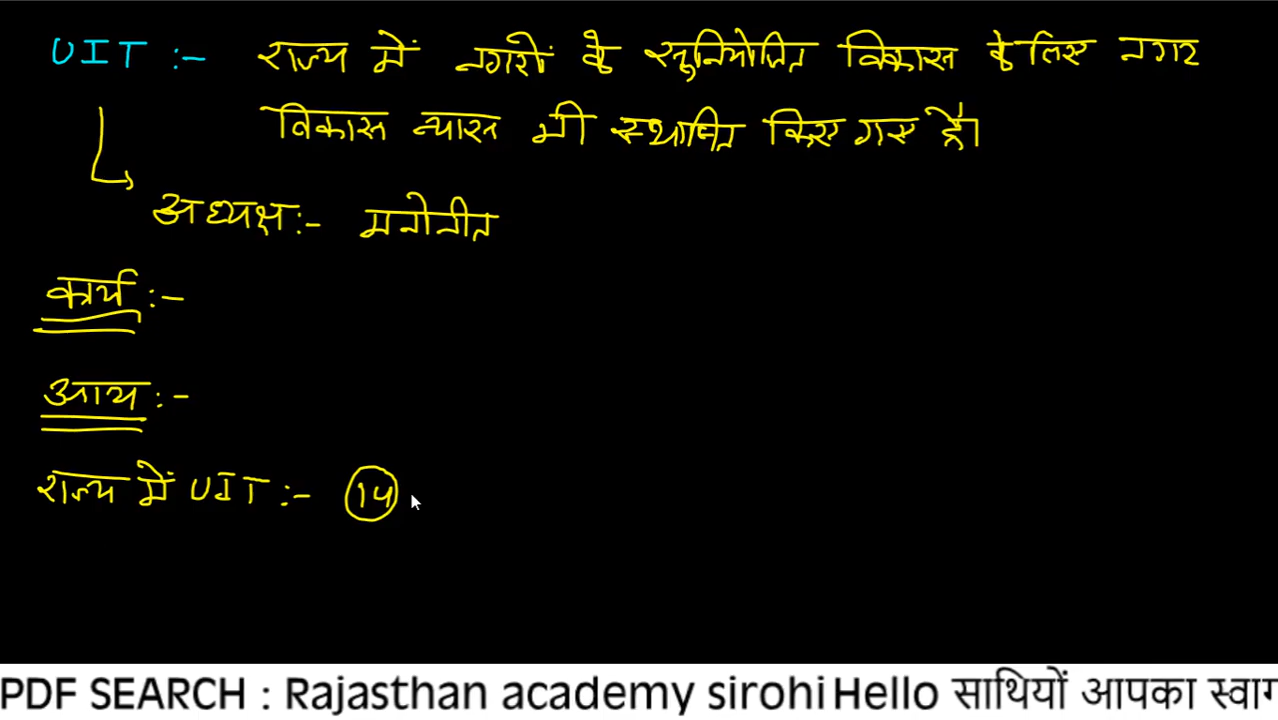 UIT :- राज्य में नगरों के सुनियोजित विकास के लिए नगर
विकास न्यास भी स्थापित किए गए है।
अध्यक्ष :- मनोनीत
कार्य :-
आय :-
राज्य में UIT :- 14
PDF SEARCH : Rajasthan academy sirohi Hello साथियों आपका स्वाग